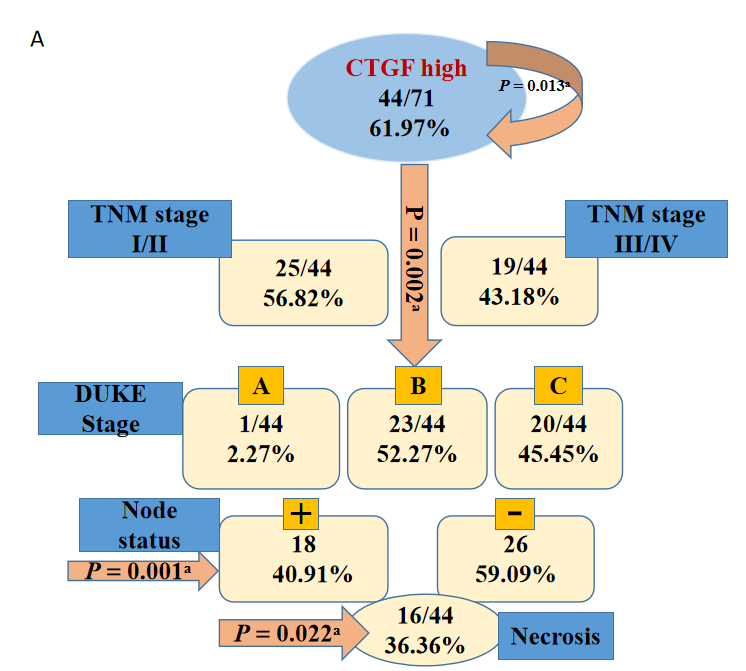 A
CTGF high
44/71
61.97%
P = 0.013ᵃ
P = 0.002ᵃ
TNM stage
I/II
25/44
56.82%
TNM stage
III/IV
19/44
43.18%
DUKE
Stage
A
1/44
2.27%
B
23/44
52.27%
C
20/44
45.45%
Node
status
P = 0.001ᵃ
+
18
40.91%
-
26
59.09%
P = 0.022ᵃ
16/44
36.36%
Necrosis